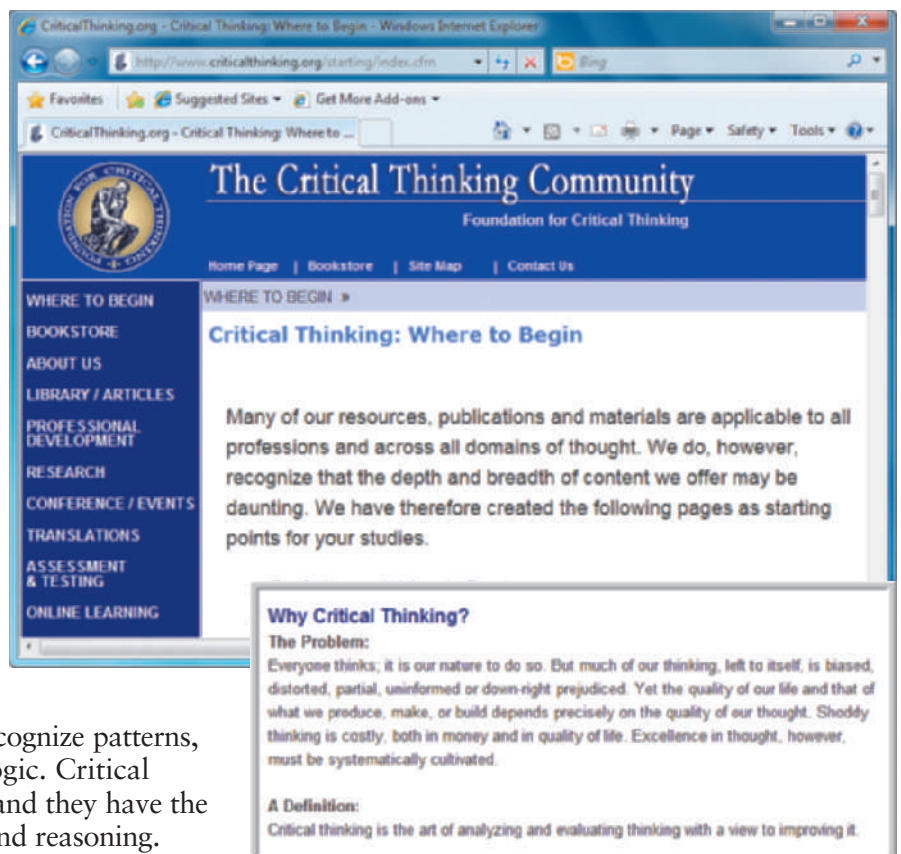 CriticalThinking.org - Critical Thinking: Where to Begin - Windows Internet Explorer
http://www.criticalthinking.org/starting/index.cfm
Bing
Favorites Suggested Sites Get More Add-ons
CriticalThinking.org - Critical Thinking: Where to ...
Page Safety Tools
FOR CRITICAL THINKING
FOUNDATION
The Critical Thinking Community
Foundation for Critical Thinking
Home Page | Bookstore | Site Map | Contact Us
WHERE TO BEGIN
BOOKSTORE
ABOUT US
LIBRARY / ARTICLES
PROFESSIONAL
DEVELOPMENT
RESEARCH
CONFERENCE / EVENTS
TRANSLATIONS
ASSESSMENT
& TESTING
ONLINE LEARNING
WHERE TO BEGIN »
Critical Thinking: Where to Begin
Many of our resources, publications and materials are applicable to all
professions and across all domains of thought. We do, however,
recognize that the depth and breadth of content we offer may be
daunting. We have therefore created the following pages as starting
points for your studies.
Why Critical Thinking?
The Problem:
Everyone thinks; it is our nature to do so. But much of our thinking, left to itself, is biased,
distorted, partial, uninformed or down-right prejudiced. Yet the quality of our life and that of
what we produce, make, or build depends precisely on the quality of our thought. Shoddy
thinking is costly, both in money and in quality of life. Excellence in thought, however,
must be systematically cultivated.
A Definition:
Critical thinking is the art of analyzing and evaluating thinking with a view to improving it.
cognize patterns,
ogic. Critical
and they have the
nd reasoning.